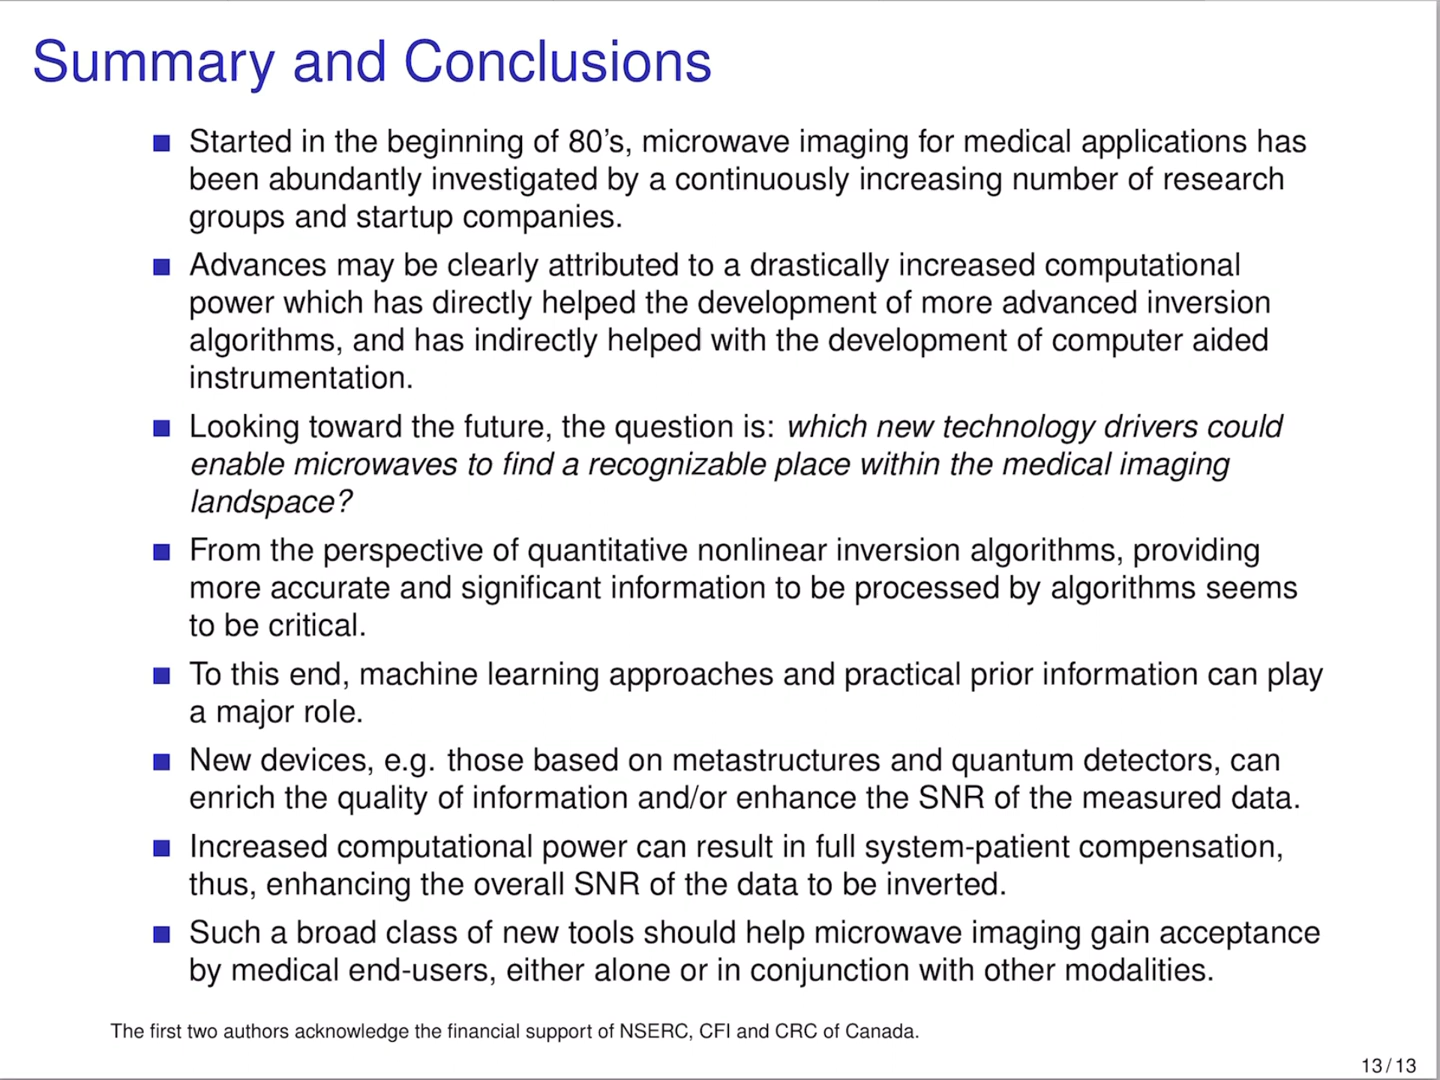 Summary and Conclusions
Started in the beginning of 80's, microwave imaging for medical applications has
been abundantly investigated by a continuously increasing number of research
groups and startup companies.
Advances may be clearly attributed to a drastically increased computational
power which has directly helped the development of more advanced inversion
algorithms, and has indirectly helped with the development of computer aided
instrumentation.
Looking toward the future, the question is: which new technology drivers could
enable microwaves to find a recognizable place within the medical imaging
landspace?
From the perspective of quantitative nonlinear inversion algorithms, providing
more accurate and significant information to be processed by algorithms seems
to be critical.
To this end, machine learning approaches and practical prior information can play
a major role.
New devices, e.g. those based on metastructures and quantum detectors, can
enrich the quality of information and/or enhance the SNR of the measured data.
Increased computational power can result in full system-patient compensation,
thus, enhancing the overall SNR of the data to be inverted.
Such a broad class of new tools should help microwave imaging gain acceptance
by medical end-users, either alone or in conjunction with other modalities.
The first two authors acknowledge the financial support of NSERC, CFI and CRC of Canada.
13/13